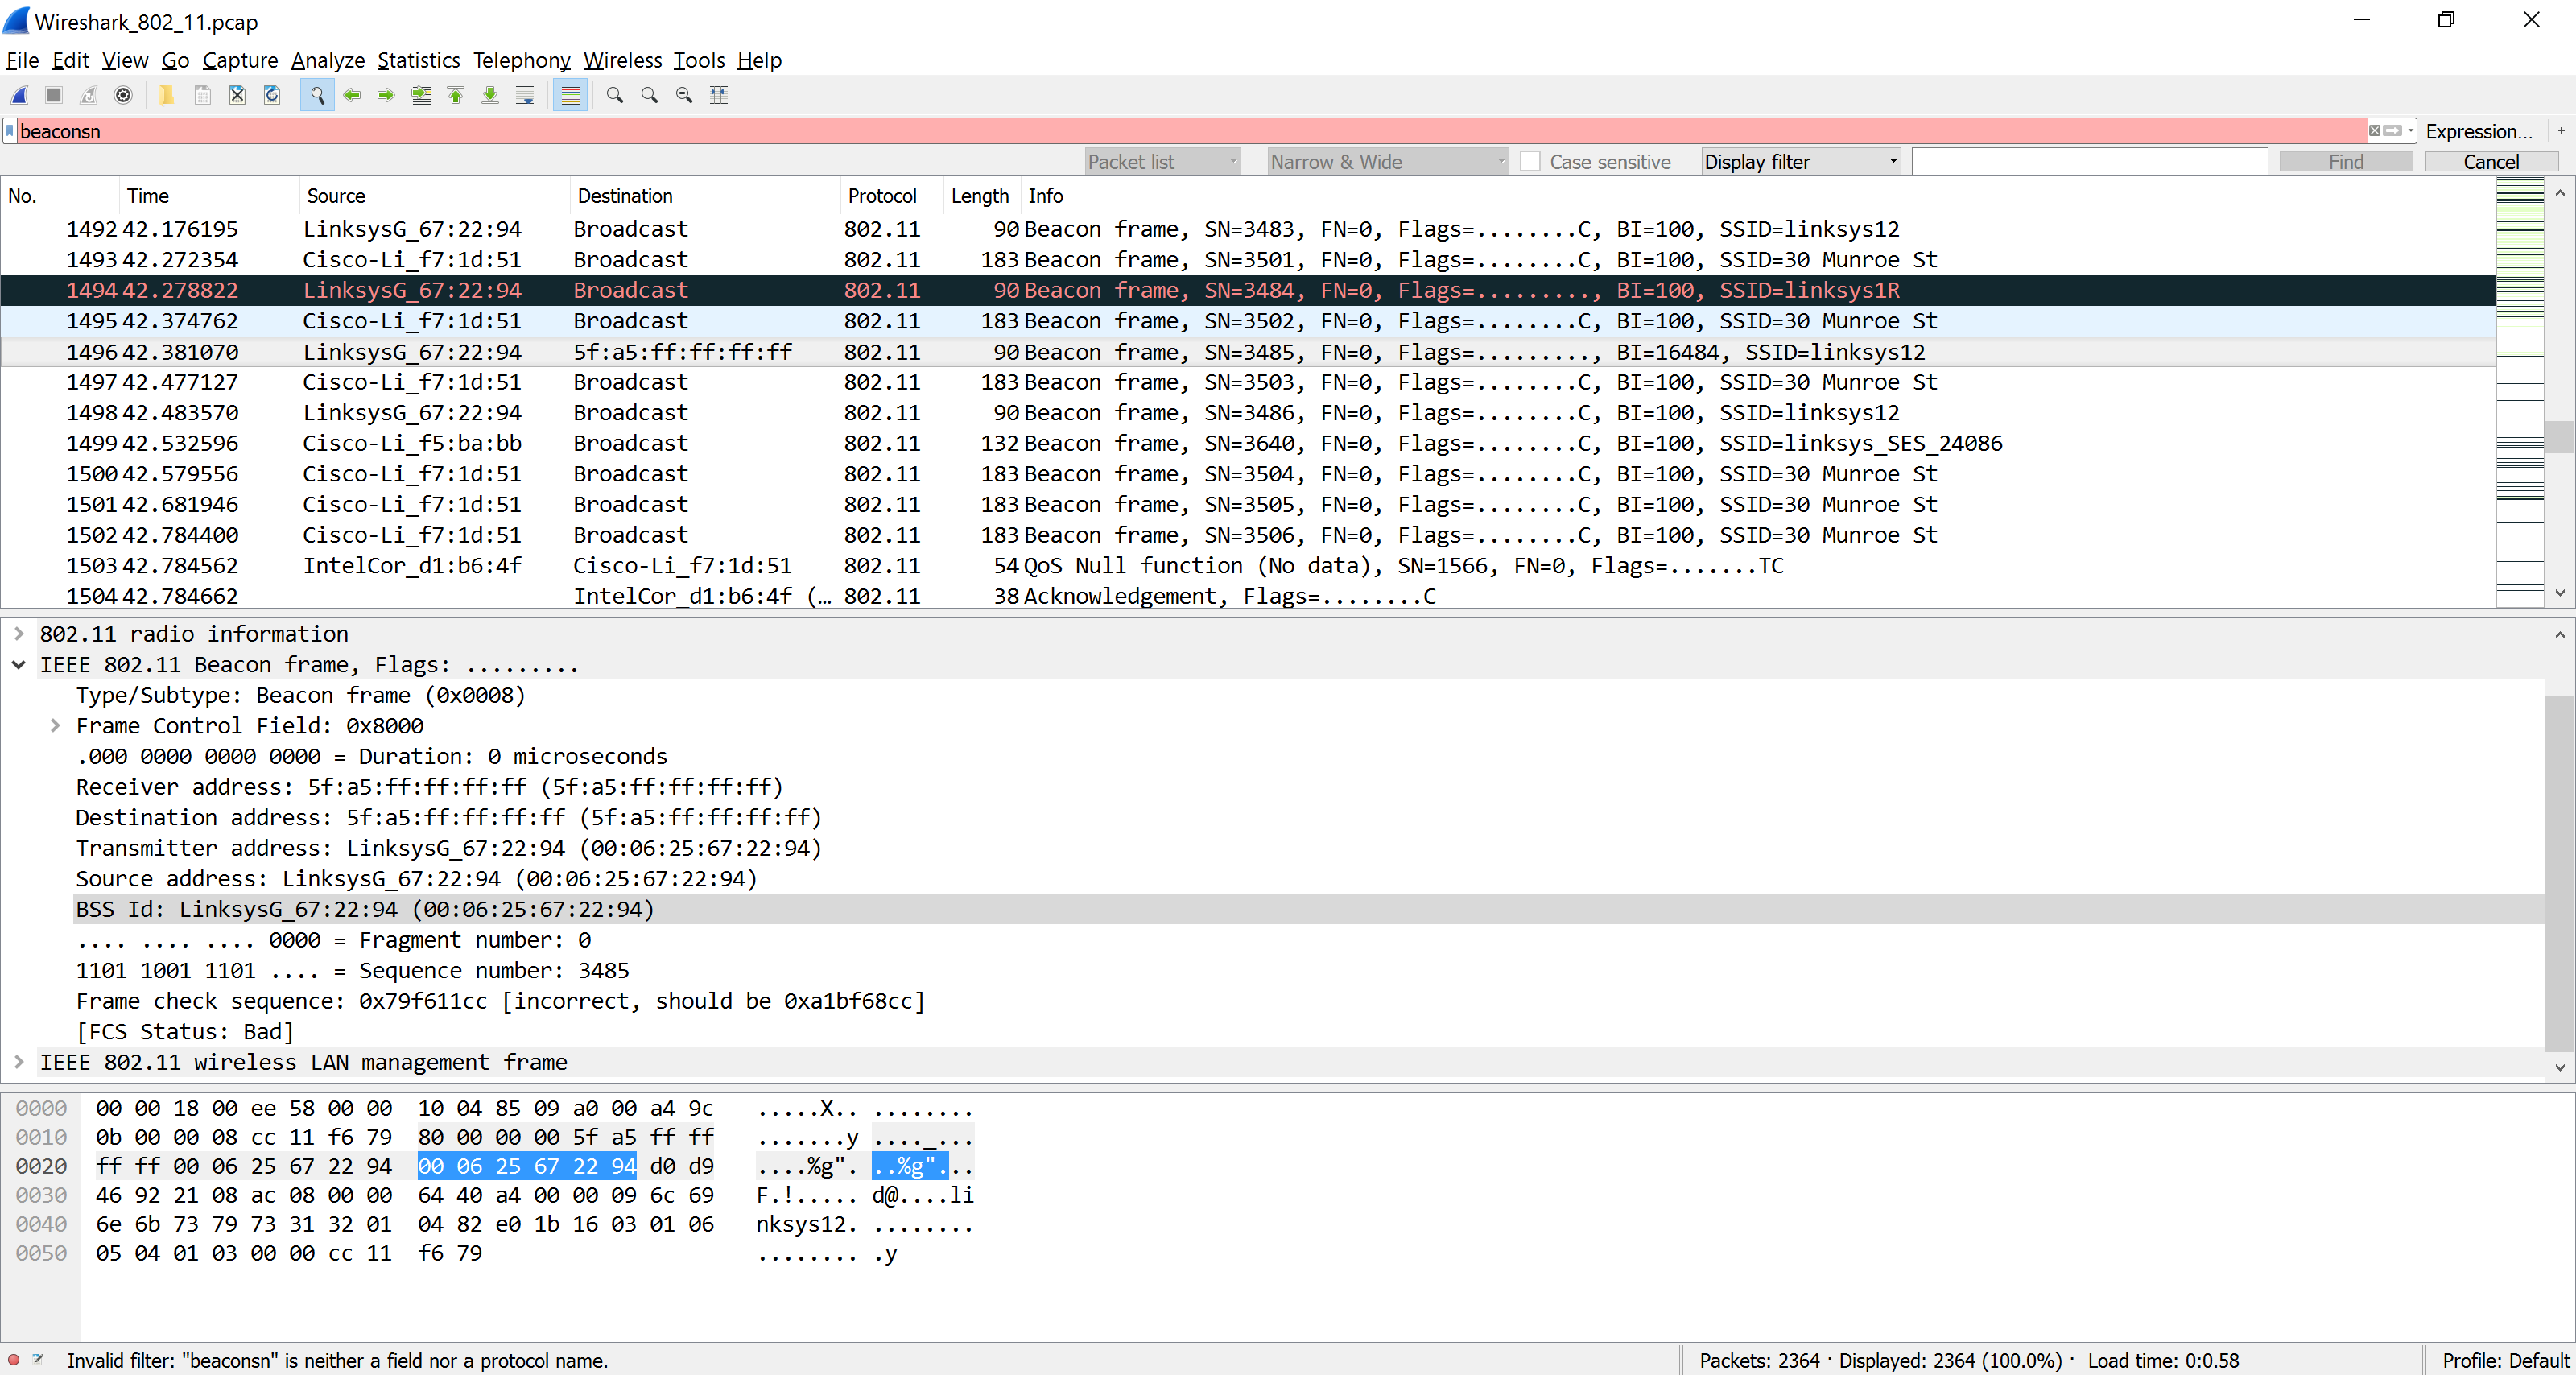 Wireshark_802_11.pcap
File Edit View Go Capture Analyze Statistics Telephony Wireless Tools Help
beaconsn Expression... +
Packet list Narrow & Wide Case sensitive Display filter Find Cancel
No. Time Source Destination Protocol Length Info
1492 42.176195 LinksysG_67:22:94 Broadcast 802.11 90 Beacon frame, SN=3483, FN=0, Flags=........C, BI=100, SSID=linksys12
1493 42.272354 Cisco-Li_f7:1d:51 Broadcast 802.11 183 Beacon frame, SN=3501, FN=0, Flags=........C, BI=100, SSID=30 Munroe St
1494 42.278822 LinksysG_67:22:94 Broadcast 802.11 90 Beacon frame, SN=3484, FN=0, Flags=........., BI=100, SSID=linksys1R
1495 42.374762 Cisco-Li_f7:1d:51 Broadcast 802.11 183 Beacon frame, SN=3502, FN=0, Flags=........C, BI=100, SSID=30 Munroe St
1496 42.381070 LinksysG_67:22:94 5f:a5:ff:ff:ff:ff 802.11 90 Beacon frame, SN=3485, FN=0, Flags=........., BI=16484, SSID=linksys12
1497 42.477127 Cisco-Li_f7:1d:51 Broadcast 802.11 183 Beacon frame, SN=3503, FN=0, Flags=........C, BI=100, SSID=30 Munroe St
1498 42.483570 LinksysG_67:22:94 Broadcast 802.11 90 Beacon frame, SN=3486, FN=0, Flags=........C, BI=100, SSID=linksys12
1499 42.532596 Cisco-Li_f5:ba:bb Broadcast 802.11 132 Beacon frame, SN=3640, FN=0, Flags=........C, BI=100, SSID=linksys_SES_24086
1500 42.579556 Cisco-Li_f7:1d:51 Broadcast 802.11 183 Beacon frame, SN=3504, FN=0, Flags=........C, BI=100, SSID=30 Munroe St
1501 42.681946 Cisco-Li_f7:1d:51 Broadcast 802.11 183 Beacon frame, SN=3505, FN=0, Flags=........C, BI=100, SSID=30 Munroe St
1502 42.784400 Cisco-Li_f7:1d:51 Broadcast 802.11 183 Beacon frame, SN=3506, FN=0, Flags=........C, BI=100, SSID=30 Munroe St
1503 42.784562 IntelCor_d1:b6:4f Cisco-Li_f7:1d:51 802.11 54 QoS Null function (No data), SN=1566, FN=0, Flags=.......TC
1504 42.784662 IntelCor_d1:b6:4f (… 802.11 38 Acknowledgement, Flags=........C
802.11 radio information
IEEE 802.11 Beacon frame, Flags: .........
Type/Subtype: Beacon frame (0x0008)
Frame Control Field: 0x8000
.000 0000 0000 0000 = Duration: 0 microseconds
Receiver address: 5f:a5:ff:ff:ff:ff (5f:a5:ff:ff:ff:ff)
Destination address: 5f:a5:ff:ff:ff:ff (5f:a5:ff:ff:ff:ff)
Transmitter address: LinksysG_67:22:94 (00:06:25:67:22:94)
Source address: LinksysG_67:22:94 (00:06:25:67:22:94)
BSS Id: LinksysG_67:22:94 (00:06:25:67:22:94)
.... .... .... 0000 = Fragment number: 0
1101 1001 1101 .... = Sequence number: 3485
Frame check sequence: 0x79f611cc [incorrect, should be 0xa1bf68cc]
[FCS Status: Bad]
IEEE 802.11 wireless LAN management frame
0000 00 00 18 00 ee 58 00 00 10 04 85 09 a0 00 a4 9c .....X.. ........
0010 0b 00 00 08 cc 11 f6 79 80 00 00 00 5f a5 ff ff .......y ...._...
0020 ff ff 00 06 25 67 22 94 00 06 25 67 22 94 d0 d9 ....%g". ..%g"...
0030 46 92 21 08 ac 08 00 00 64 40 a4 00 00 09 6c 69 F.!..... d@....li
0040 6e 6b 73 79 73 31 32 01 04 82 e0 1b 16 03 01 06 nksys12. ........
0050 05 04 01 03 00 00 cc 11 f6 79 ........ .y
Invalid filter: "beaconsn" is neither a field nor a protocol name. Packets: 2364 · Displayed: 2364 (100.0%) · Load time: 0:0.58 Profile: Default